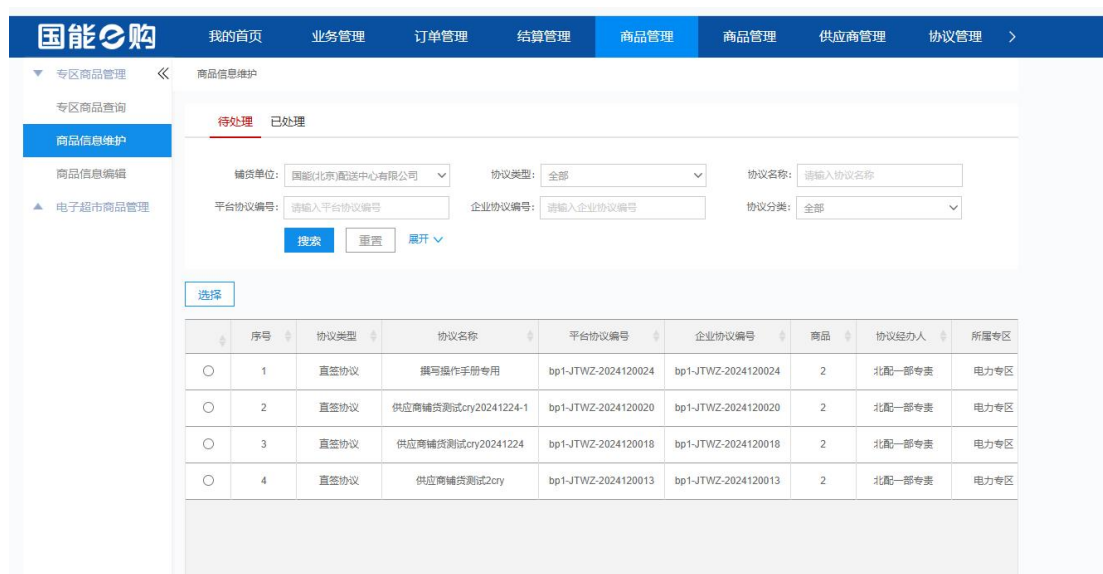 国能e购 我的首页 业务管理 订单管理 结算管理 商品管理 商品管理 供应商管理 协议管理
专区商品管理
专区商品查询
商品信息维护
商品信息编辑
电子超市商品管理
商品信息维护
待处理 已处理
铺货单位: 国能(北京)配送中心有限公司 协议类型: 全部 协议名称: 请输入协议名称
平台协议编号: 请输入平台协议编号 企业协议编号: 请输入企业协议编号 协议分类: 全部
搜索 重置 展开
选择
序号 协议类型 协议名称 平台协议编号 企业协议编号 商品 协议经办人 所属专区
1 直签协议 撰写操作手册专用 bp1-JTWZ-2024120024 bp1-JTWZ-2024120024 2 北配一部专责 电力专区
2 直签协议 供应商铺货测试cry20241224-1 bp1-JTWZ-2024120020 bp1-JTWZ-2024120020 2 北配一部专责 电力专区
3 直签协议 供应商铺货测试cry20241224 bp1-JTWZ-2024120018 bp1-JTWZ-2024120018 2 北配一部专责 电力专区
4 直签协议 供应商铺货测试2cry bp1-JTWZ-2024120013 bp1-JTWZ-2024120013 2 北配一部专责 电力专区